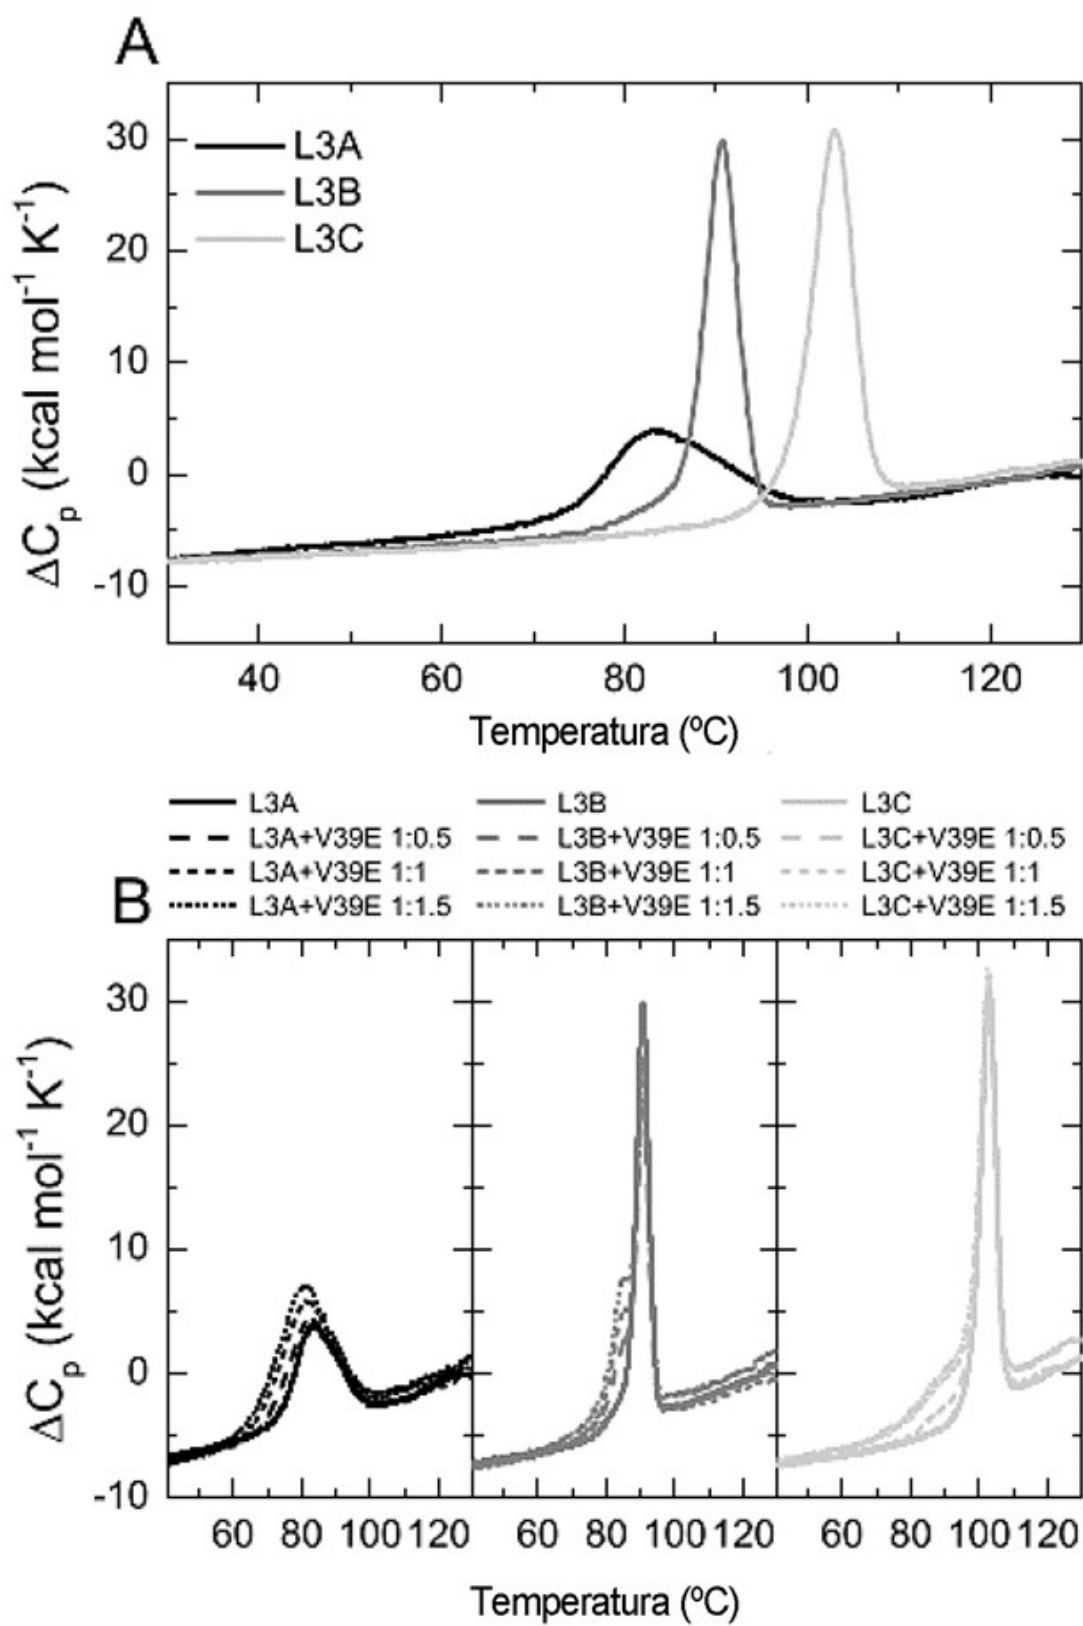 A
30
20
10
0
-10
ΔCp (kcal mol-1 K-1)
L3A
L3B
L3C
40 60 80 100 120
Temperatura (ºC)
L3A L3B L3C
L3A+V39E 1:0.5 L3B+V39E 1:0.5 L3C+V39E 1:0.5
L3A+V39E 1:1 L3B+V39E 1:1 L3C+V39E 1:1
B L3A+V39E 1:1.5 L3B+V39E 1:1.5 L3C+V39E 1:1.5
30
20
10
0
-10
ΔCp (kcal mol-1 K-1)
60 80 100 120 60 80 100 120 60 80 100 120
Temperatura (ºC)